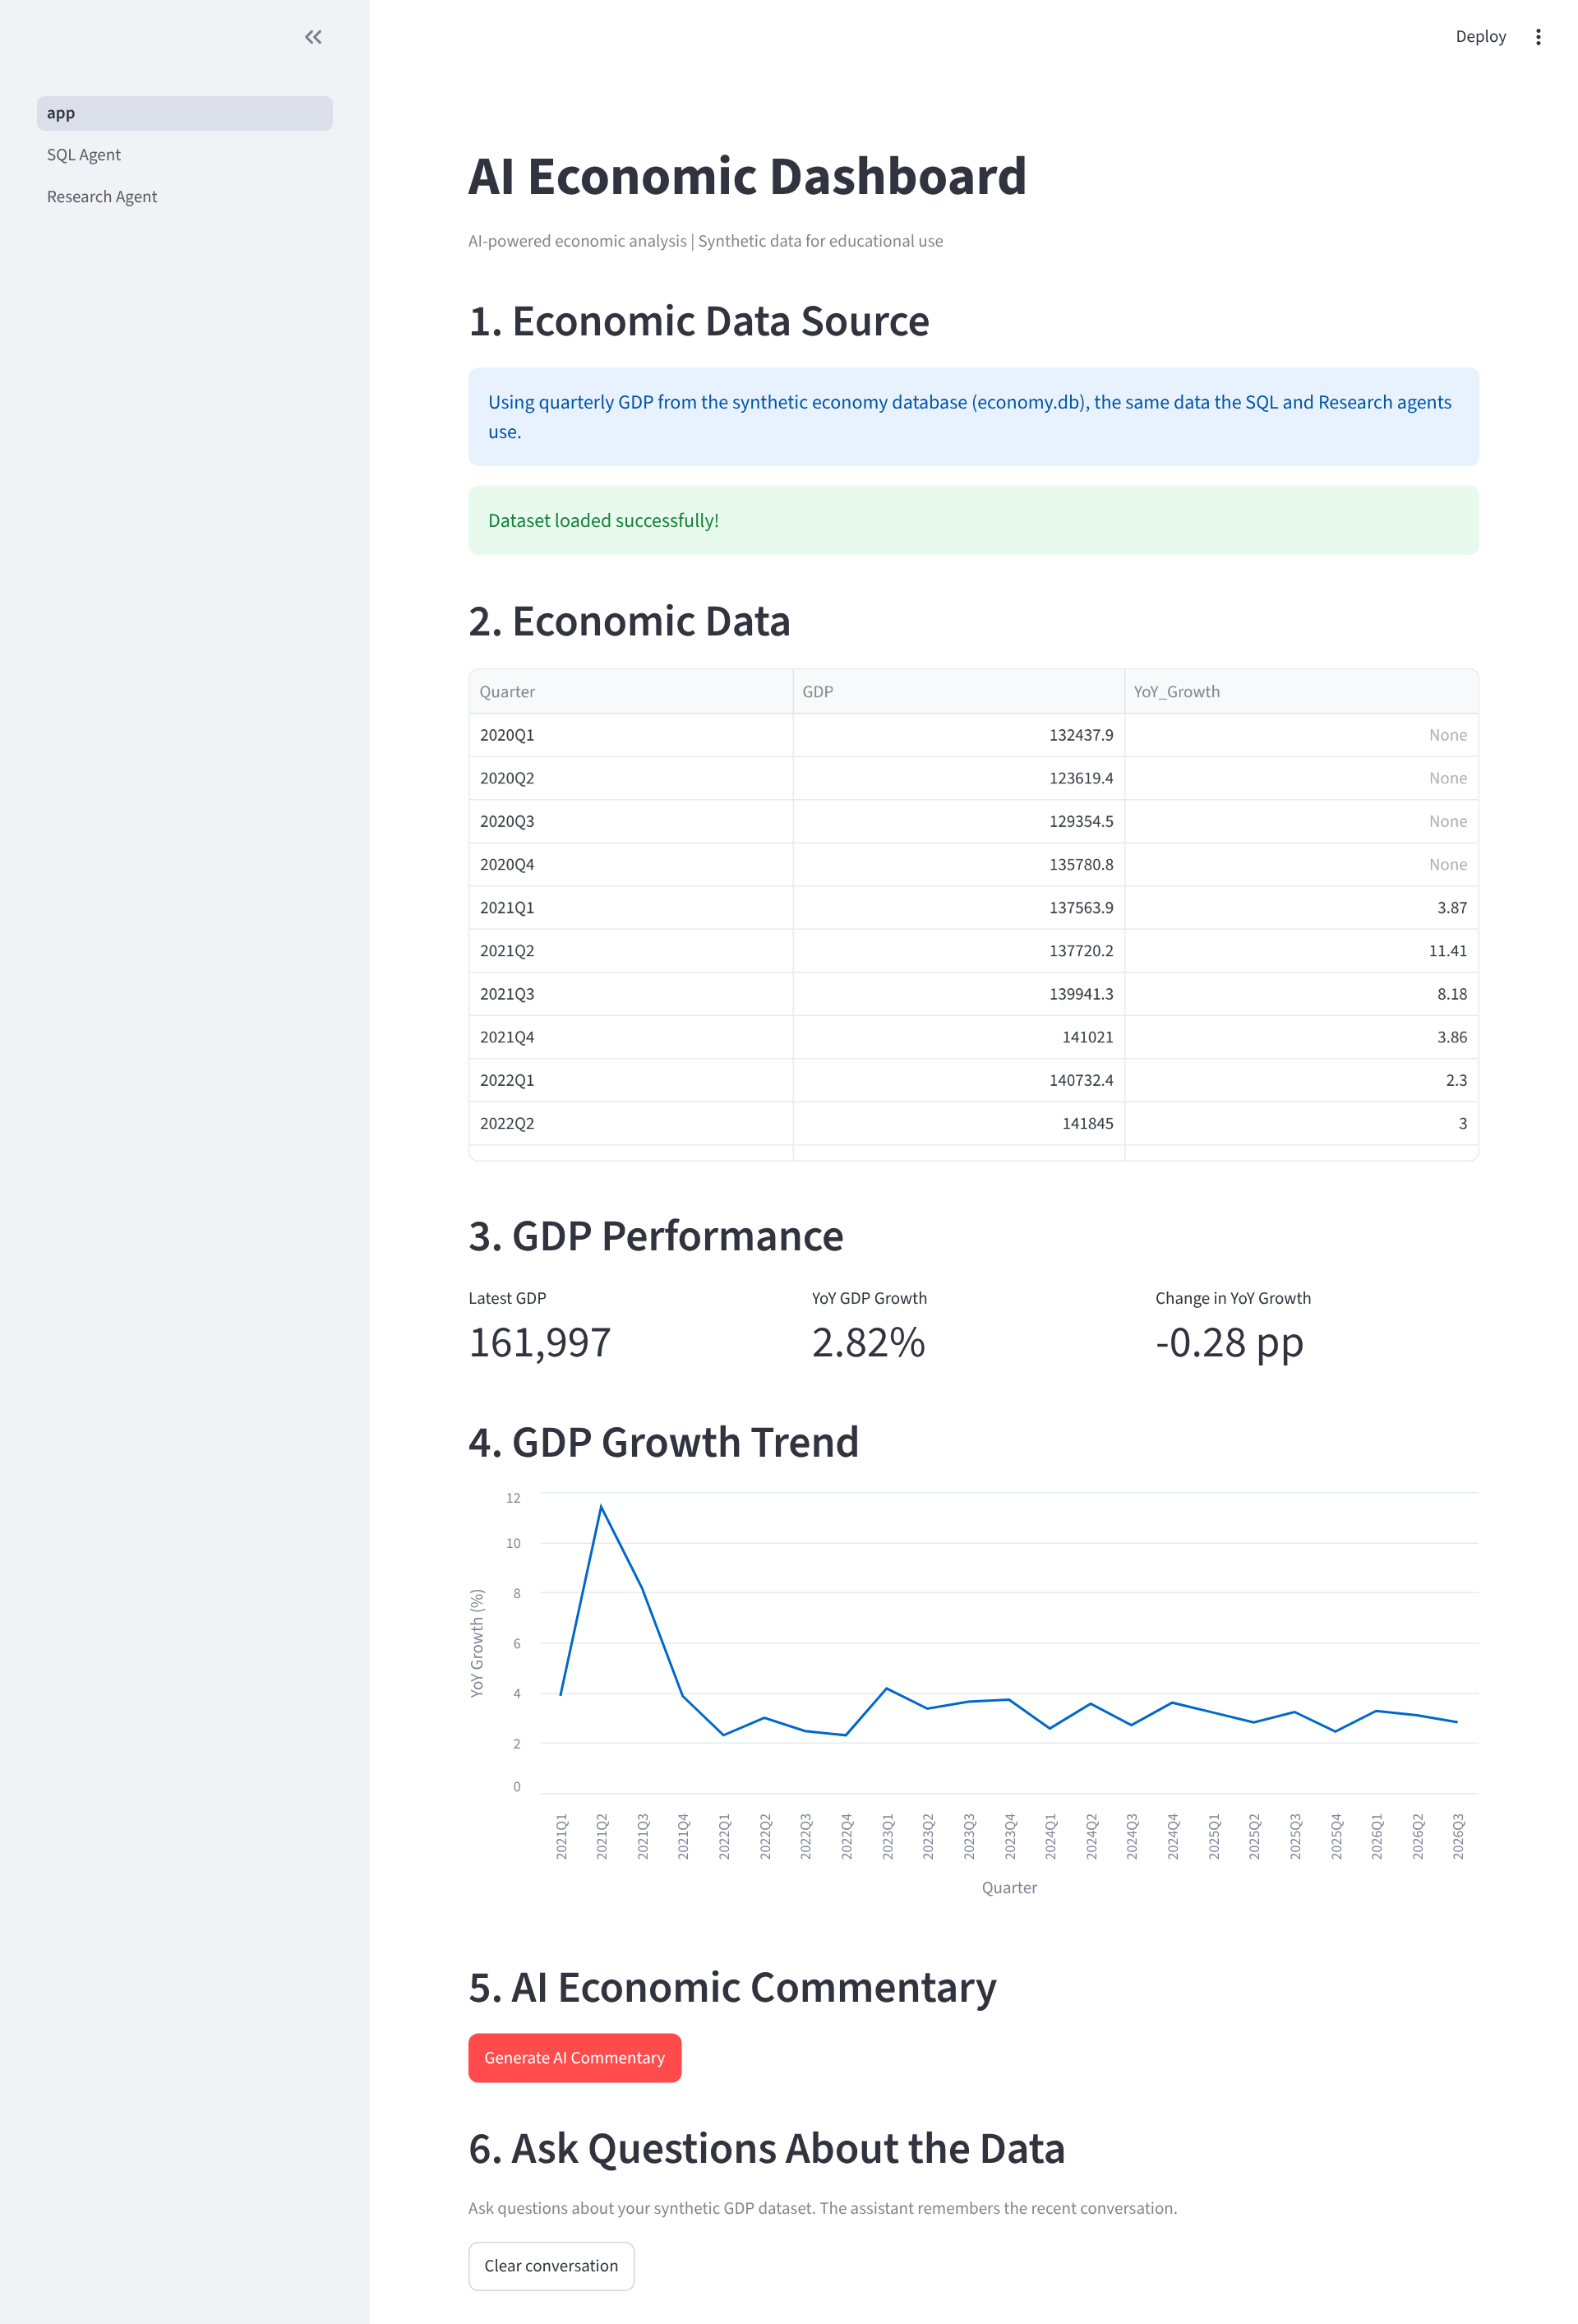 Deploy
app
SQL Agent
Research Agent
AI Economic Dashboard
AI-powered economic analysis | Synthetic data for educational use
1. Economic Data Source
Using quarterly GDP from the synthetic economy database (economy.db), the same data the SQL and Research agents
use.
Dataset loaded successfully!
2. Economic Data
Quarter GDP YoY_Growth
2020Q1 132437.9 None
2020Q2 123619.4 None
2020Q3 129354.5 None
2020Q4 135780.8 None
2021Q1 137563.9 3.87
2021Q2 137720.2 11.41
2021Q3 139941.3 8.18
2021Q4 141021 3.86
2022Q1 140732.4 2.3
2022Q2 141845 3
3. GDP Performance
Latest GDP YoY GDP Growth Change in YoY Growth
161,997 2.82% -0.28 pp
4. GDP Growth Trend
12
10
8
6
4
2
0
YoY Growth (%)
2021Q1 2021Q2 2021Q3 2021Q4 2022Q1 2022Q2 2022Q3 2022Q4 2023Q1 2023Q2 2023Q3 2023Q4 2024Q1 2024Q2 2024Q3 2024Q4 2025Q1 2025Q2 2025Q3 2025Q4 2026Q1 2026Q2 2026Q3
Quarter
5. AI Economic Commentary
Generate AI Commentary
6. Ask Questions About the Data
Ask questions about your synthetic GDP dataset. The assistant remembers the recent conversation.
Clear conversation